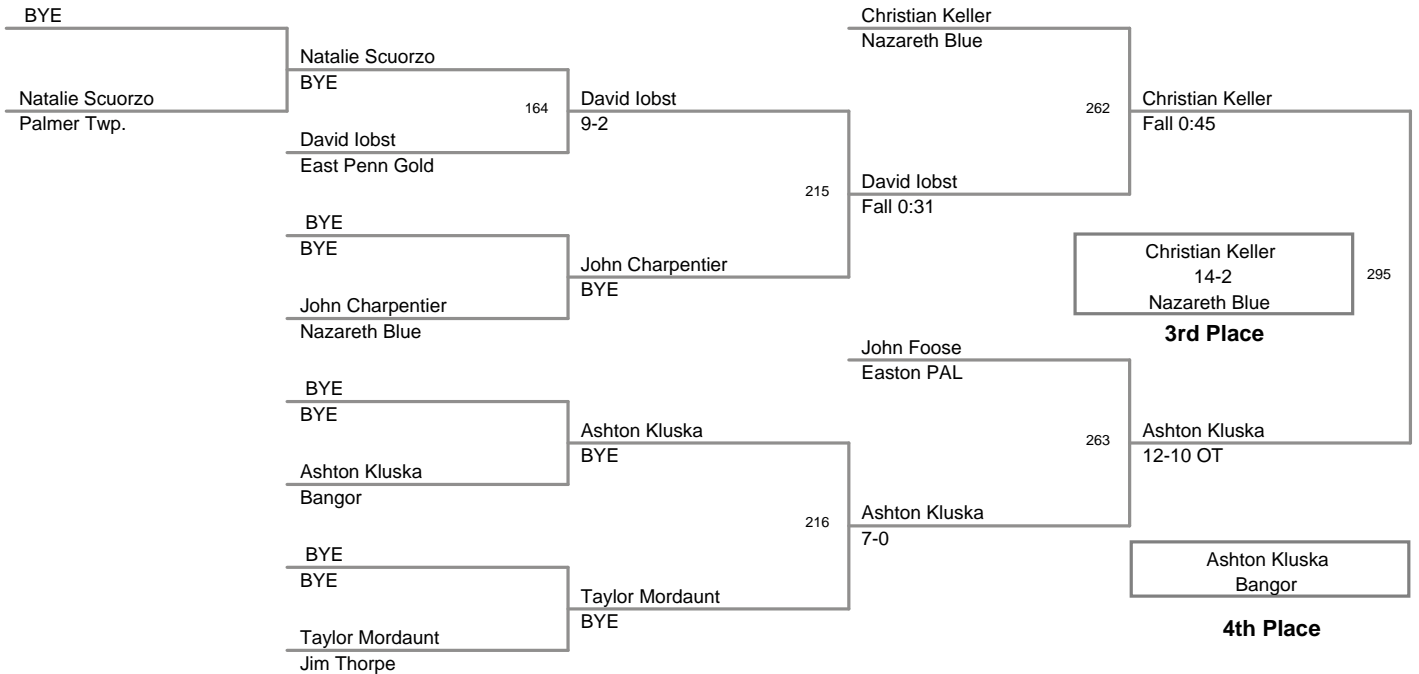 BYE
Natalie Scuorzo
Palmer Twp.
Natalie Scuorzo
BYE
164
David Iobst
East Penn Gold
David Iobst
9-2
BYE
BYE
John Charpentier
Nazareth Blue
John Charpentier
BYE
215
David Iobst
Fall 0:31
Christian Keller
Nazareth Blue
262
Christian Keller
Fall 0:45
Christian Keller
14-2
Nazareth Blue
295
3rd Place
BYE
BYE
Ashton Kluska
Bangor
Ashton Kluska
BYE
BYE
BYE
Taylor Mordaunt
Jim Thorpe
Taylor Mordaunt
BYE
216
Ashton Kluska
7-0
John Foose
Easton PAL
263
Ashton Kluska
12-10 OT
Ashton Kluska
Bangor
4th Place